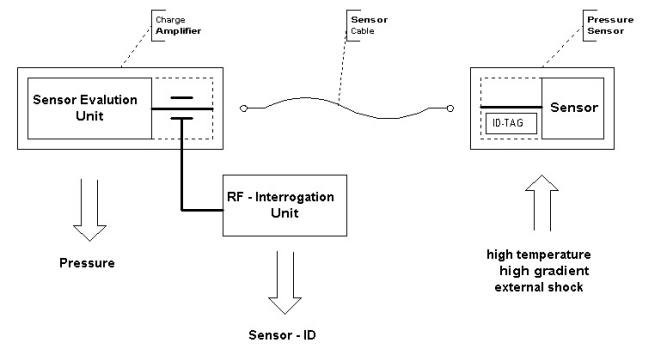 Charge
Amplifier
Sensor
Cable
Pressure
Sensor
Sensor Evalution
Unit
Sensor
ID-TAG
RF - Interrogation
Unit
Pressure
high temperature
high gradient
external shock
Sensor - ID